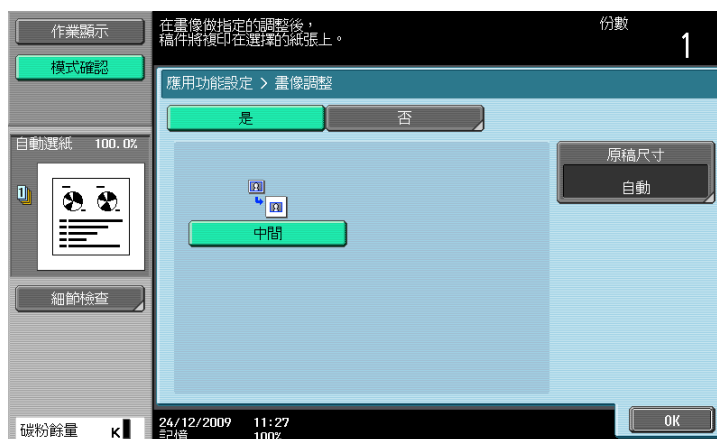 作業顯示
模式確認
在畫像做指定的調整後，
稿件將複印在選擇的紙張上。
份數
1
應用功能設定 > 畫像調整
是
否
自動選紙 100.0%
原稿尺寸
自動
中間
細節檢查
碳粉餘量 K
24/12/2009 11:27
記憶 100%
OK